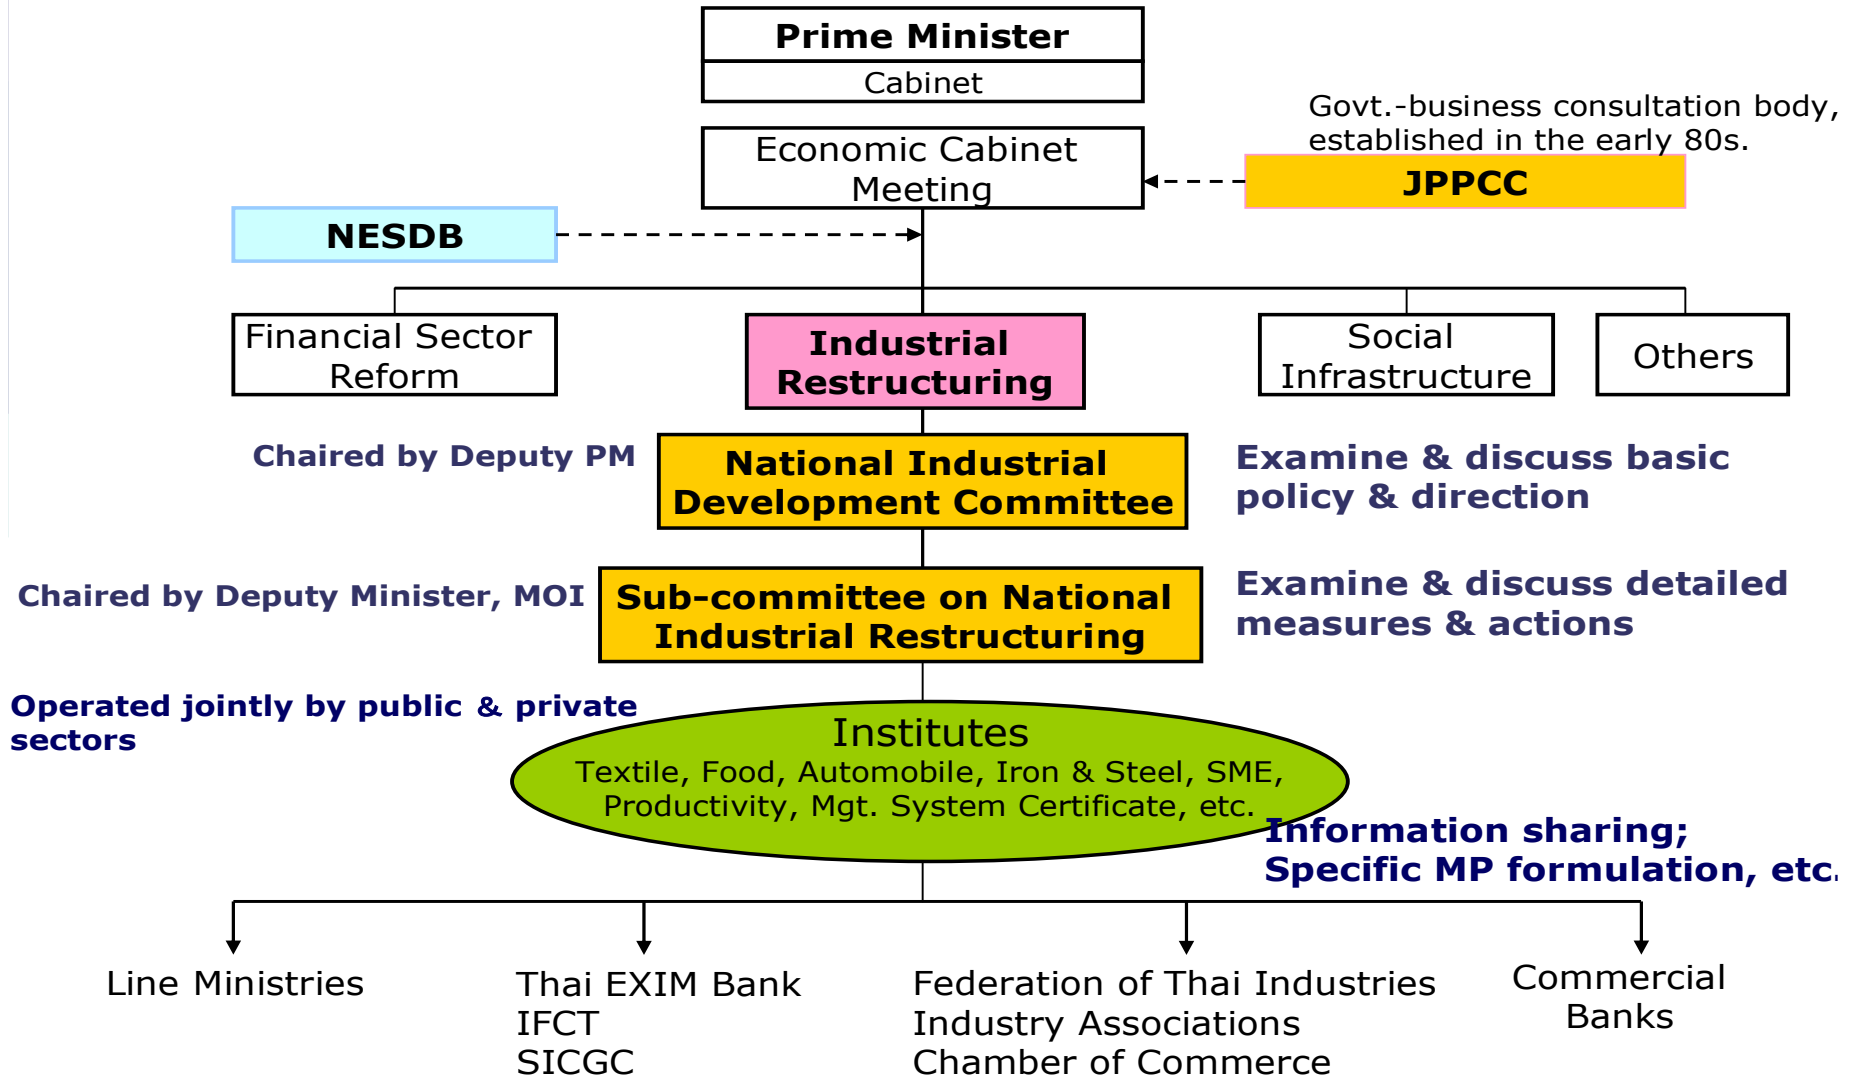 Prime Minister
Cabinet
Govt.-business consultation body,
established in the early 80s.
Economic Cabinet
Meeting
JPPCC
NESDB
Financial Sector
Reform
Industrial
Restructuring
Social
Infrastructure
Others
Chaired by Deputy PM
National Industrial
Development Committee
Examine & discuss basic
policy & direction
Chaired by Deputy Minister, MOI
Sub-committee on National
Industrial Restructuring
Examine & discuss detailed
measures & actions
Operated jointly by public & private
sectors
Institutes
Textile, Food, Automobile, Iron & Steel, SME,
Productivity, Mgt. System Certificate, etc.
Information sharing;
Specific MP formulation, etc.
Line Ministries
Thai EXIM Bank
IFCT
SICGC
Federation of Thai Industries
Industry Associations
Chamber of Commerce
Commercial
Banks